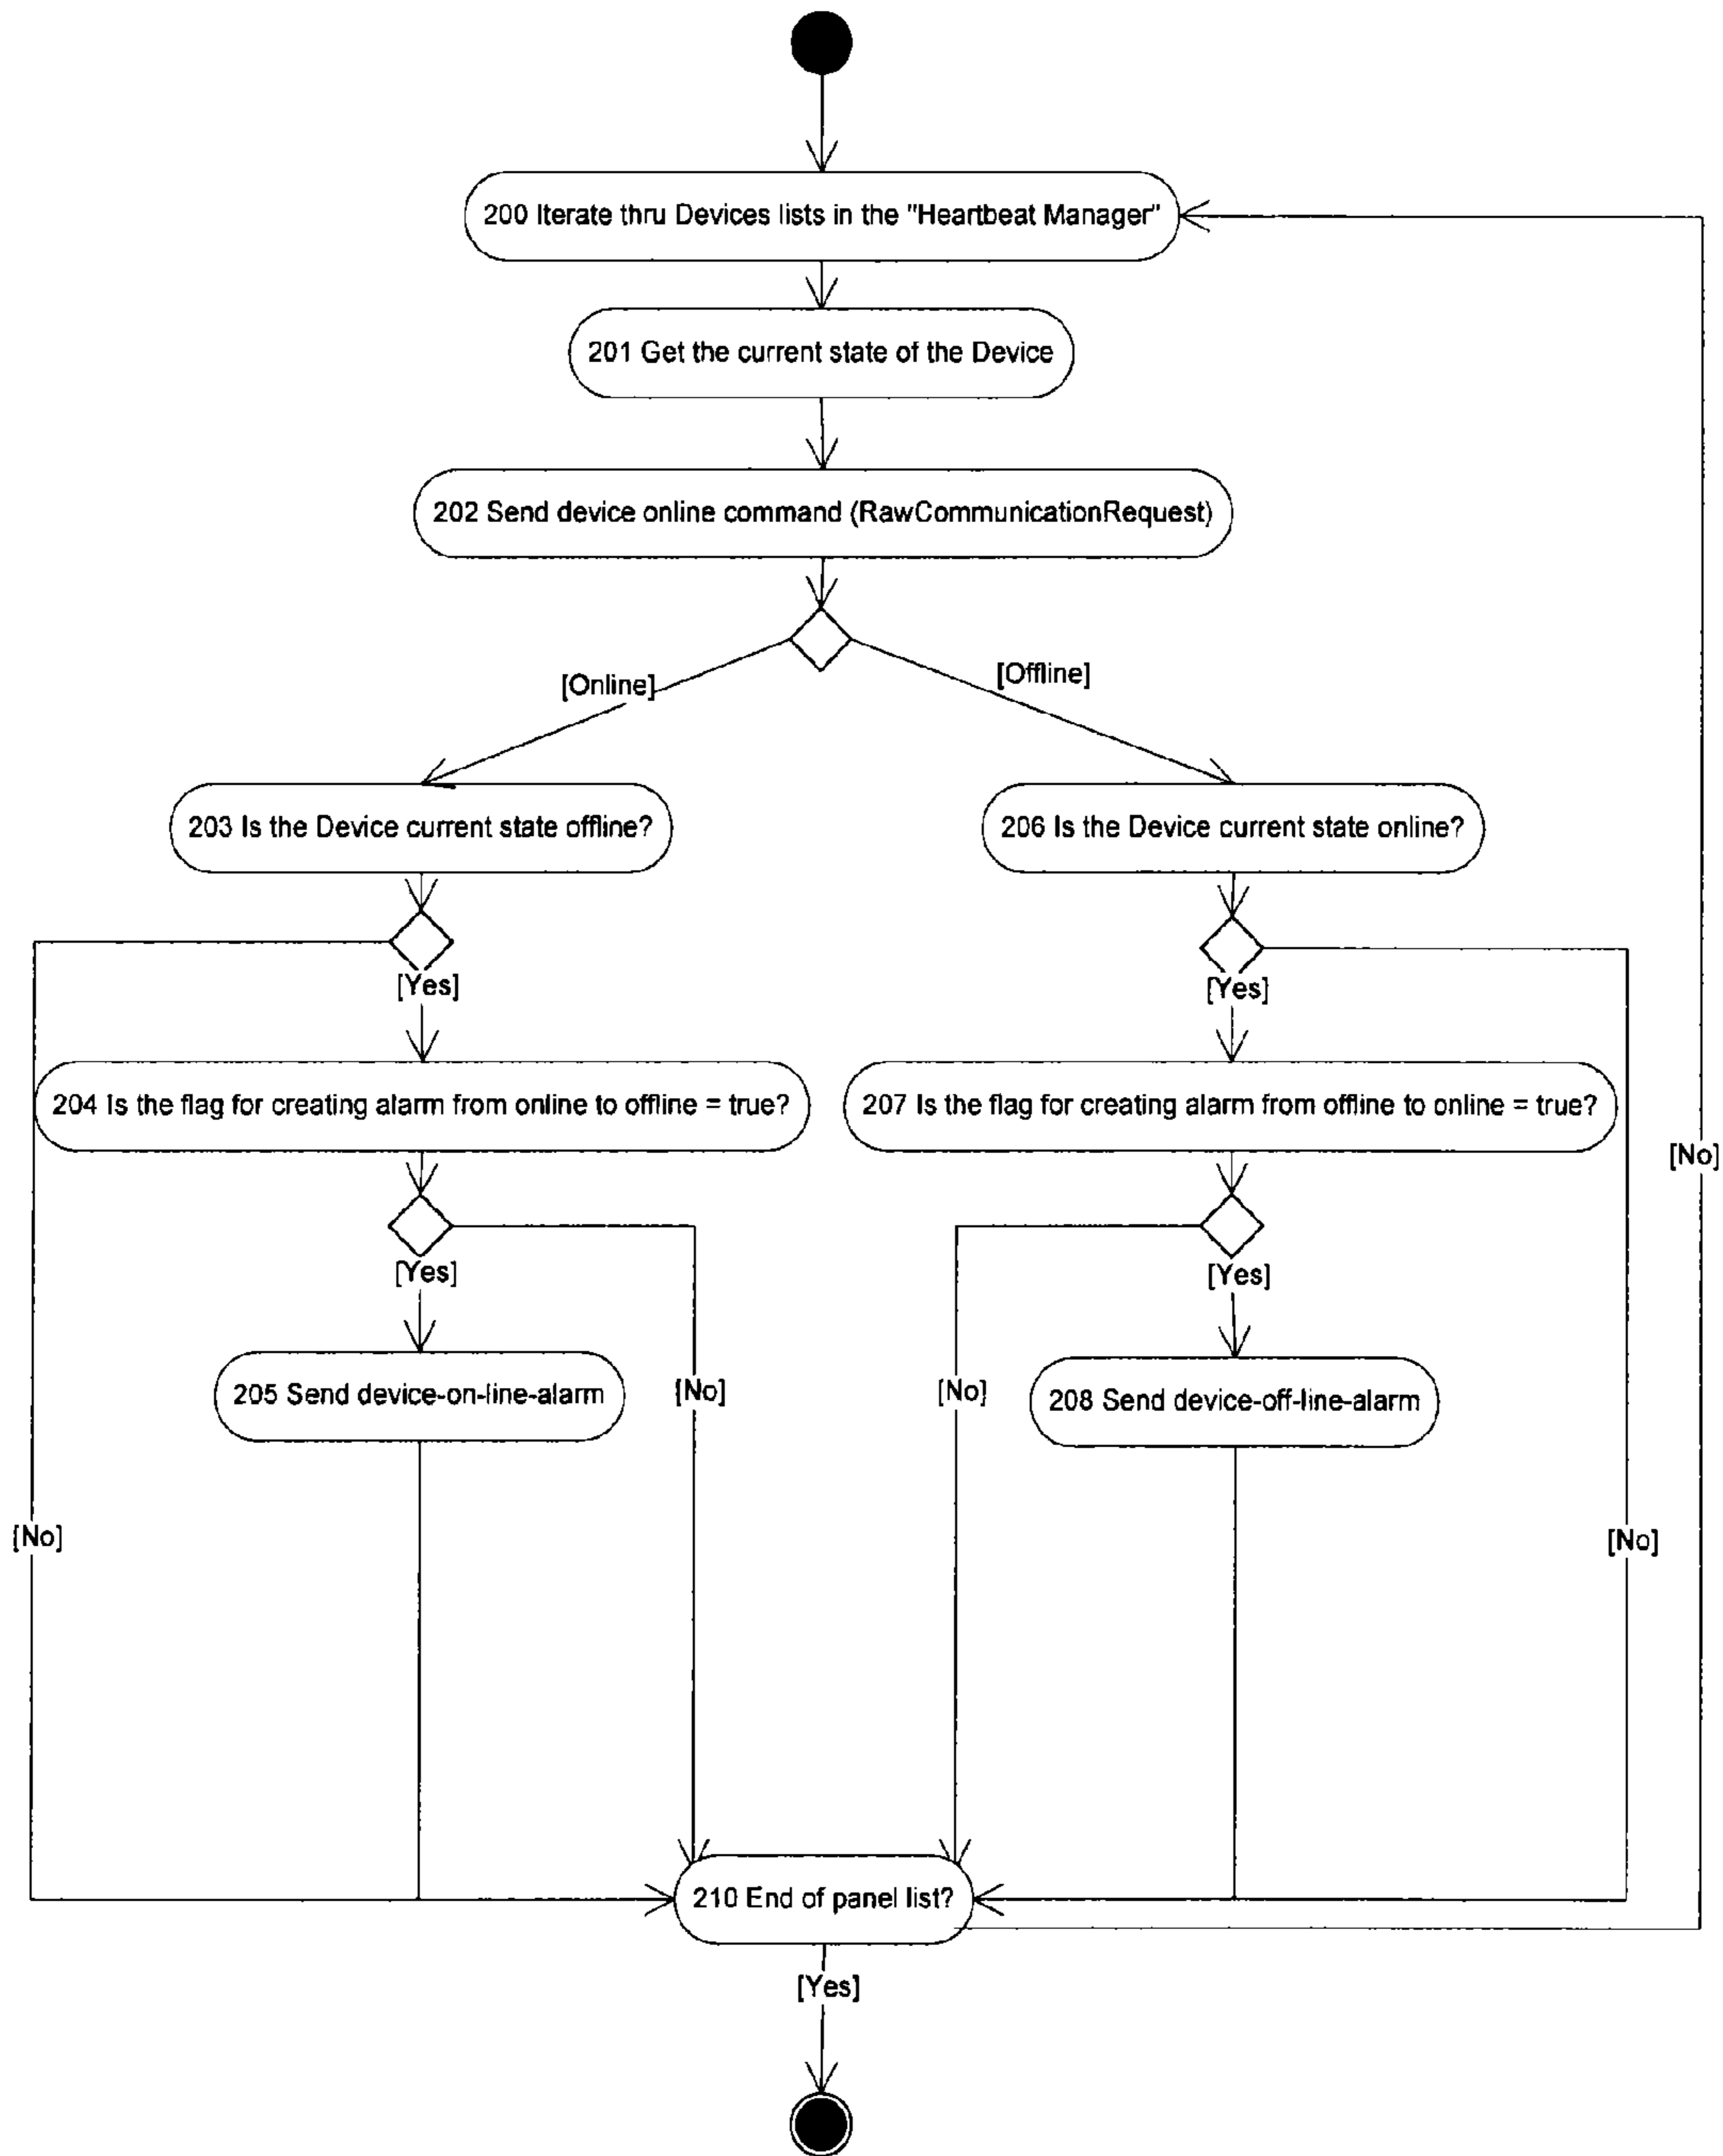 200 Iterate thru Devices lists in the "Heartbeat Manager"
201 Get the current state of the Device
202 Send device online command (RawCommunicationRequest)
[Online]
[Offline]
203 Is the Device current state offline?
206 Is the Device current state online?
[Yes]
[Yes]
204 Is the flag for creating alarm from online to offline = true?
207 Is the flag for creating alarm from offline to online = true?
[No]
[Yes]
[Yes]
205 Send device-on-line-alarm
[No]
[No]
208 Send device-off-line-alarm
[No]
[No]
210 End of panel list?
[Yes]